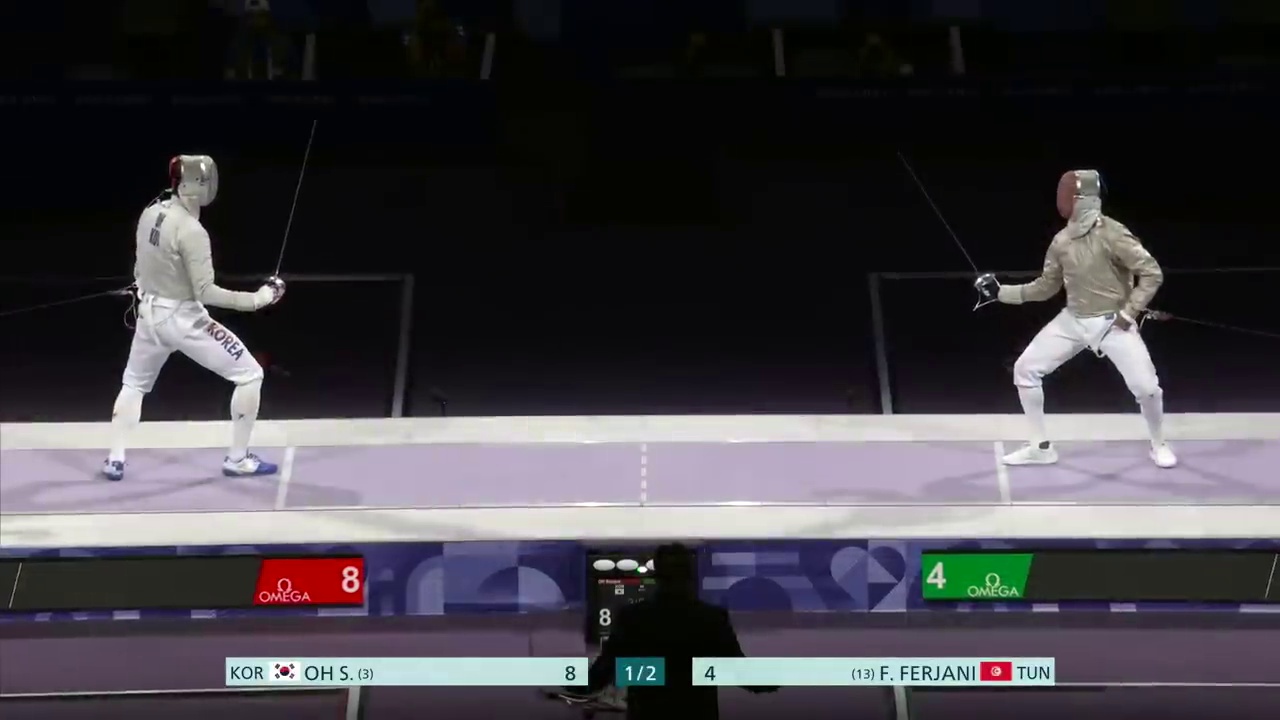 KOREA
OMEGA 8
4 OMEGA
8
KOR OH S. (3) 8 1/2 4 (13) F. FERJANI TUN